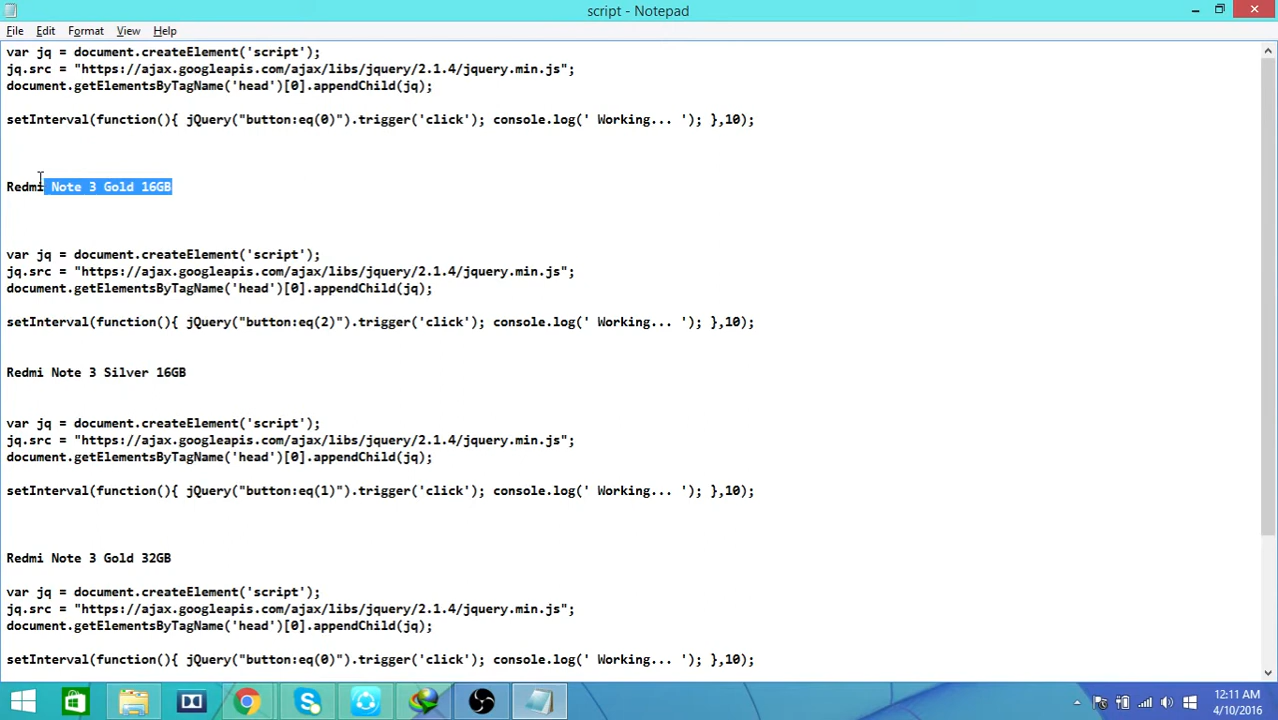 script - Notepad
File Edit Format View Help
var jq = document.createElement('script');
jq.src = "https://ajax.googleapis.com/ajax/libs/jquery/2.1.4/jquery.min.js";
document.getElementsByTagName('head')[0].appendChild(jq);
setInterval(function(){ jQuery("button:eq(0)").trigger('click'); console.log(' Working... '); },10);
Redmi Note 3 Gold 16GB
var jq = document.createElement('script');
jq.src = "https://ajax.googleapis.com/ajax/libs/jquery/2.1.4/jquery.min.js";
document.getElementsByTagName('head')[0].appendChild(jq);
setInterval(function(){ jQuery("button:eq(2)").trigger('click'); console.log(' Working... '); },10);
Redmi Note 3 Silver 16GB
var jq = document.createElement('script');
jq.src = "https://ajax.googleapis.com/ajax/libs/jquery/2.1.4/jquery.min.js";
document.getElementsByTagName('head')[0].appendChild(jq);
setInterval(function(){ jQuery("button:eq(1)").trigger('click'); console.log(' Working... '); },10);
Redmi Note 3 Gold 32GB
var jq = document.createElement('script');
jq.src = "https://ajax.googleapis.com/ajax/libs/jquery/2.1.4/jquery.min.js";
document.getElementsByTagName('head')[0].appendChild(jq);
setInterval(function(){ jQuery("button:eq(0)").trigger('click'); console.log(' Working... '); },10);
12:11 AM
4/10/2016